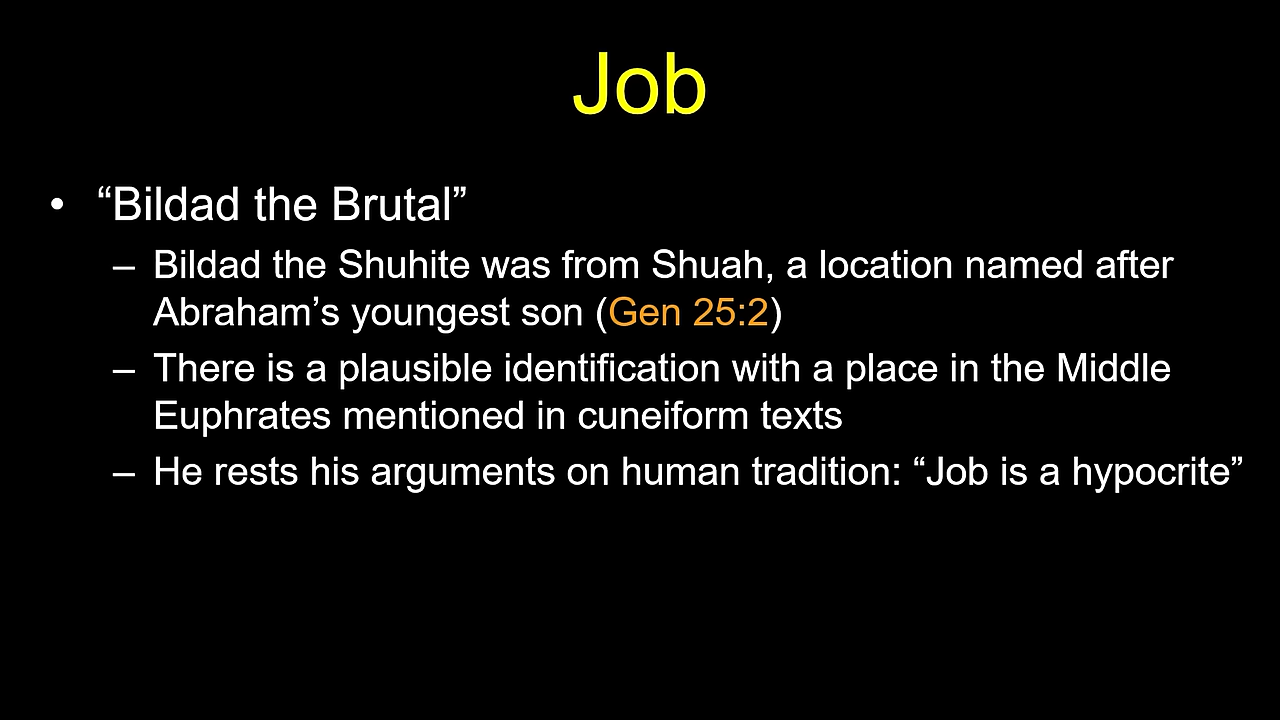 Job
• “Bildad the Brutal”
– Bildad the Shuhite was from Shuah, a location named after
Abraham’s youngest son (Gen 25:2)
– There is a plausible identification with a place in the Middle
Euphrates mentioned in cuneiform texts
– He rests his arguments on human tradition: “Job is a hypocrite”